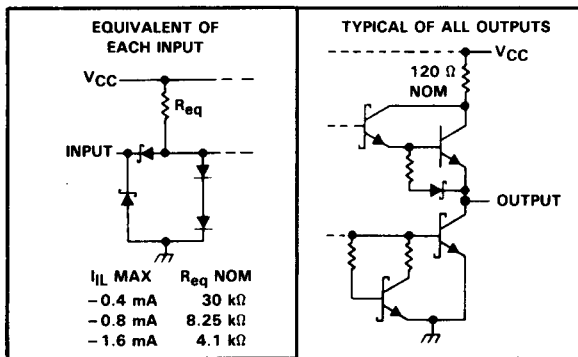 EQUIVALENT OF
EACH INPUT
VCC
Req
INPUT
IIL MAX Req NOM
−0.4 mA 30 kΩ
−0.8 mA 8.25 kΩ
−1.6 mA 4.1 kΩ
TYPICAL OF ALL OUTPUTS
VCC
120 Ω
NOM
OUTPUT